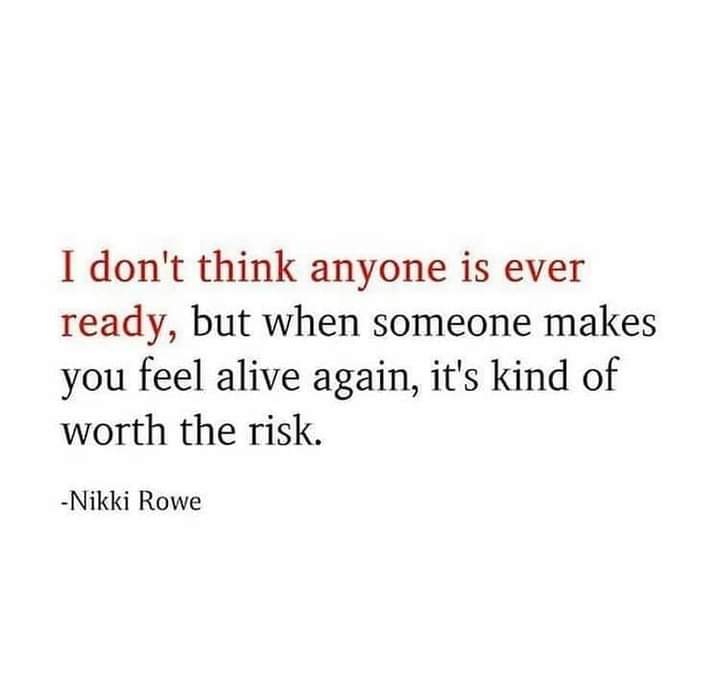 I don't think anyone is ever
ready, but when someone makes
you feel alive again, it's kind of
worth the risk.
-Nikki Rowe